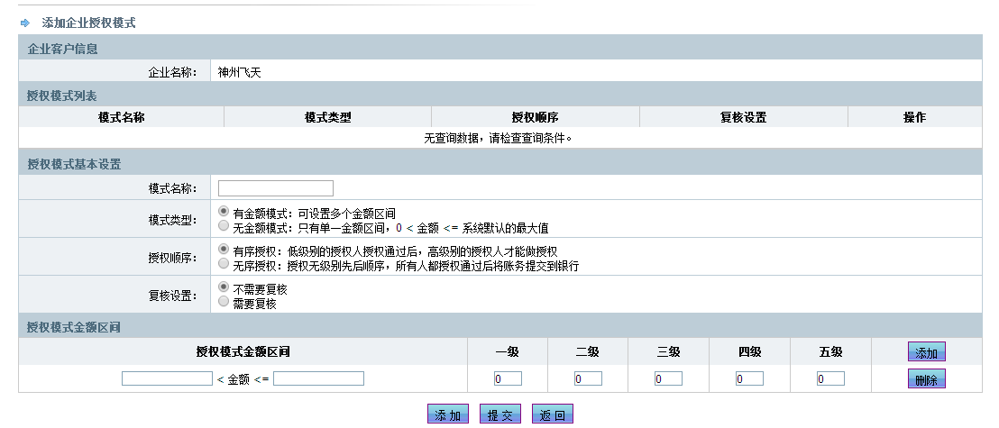 添加企业授权模式
企业客户信息
企业名称： 神州飞天
授权模式列表
模式名称 模式类型 授权顺序 复核设置 操作
无查询数据，请检查查询条件。
授权模式基本设置
模式名称：
模式类型： 有金额模式：可设置多个金额区间
无金额模式：只有单一金额区间，0 < 金额 <= 系统默认的最大值
授权顺序： 有序授权：低级别的授权人授权通过后，高级别的授权人才能做授权
无序授权：授权无级别先后顺序，所有人都授权通过后将账务提交到银行
复核设置： 不需要复核
需要复核
授权模式金额区间
授权模式金额区间 一级 二级 三级 四级 五级 添加
< 金额 <= 0 0 0 0 0 删除
添 加 提 交 返 回